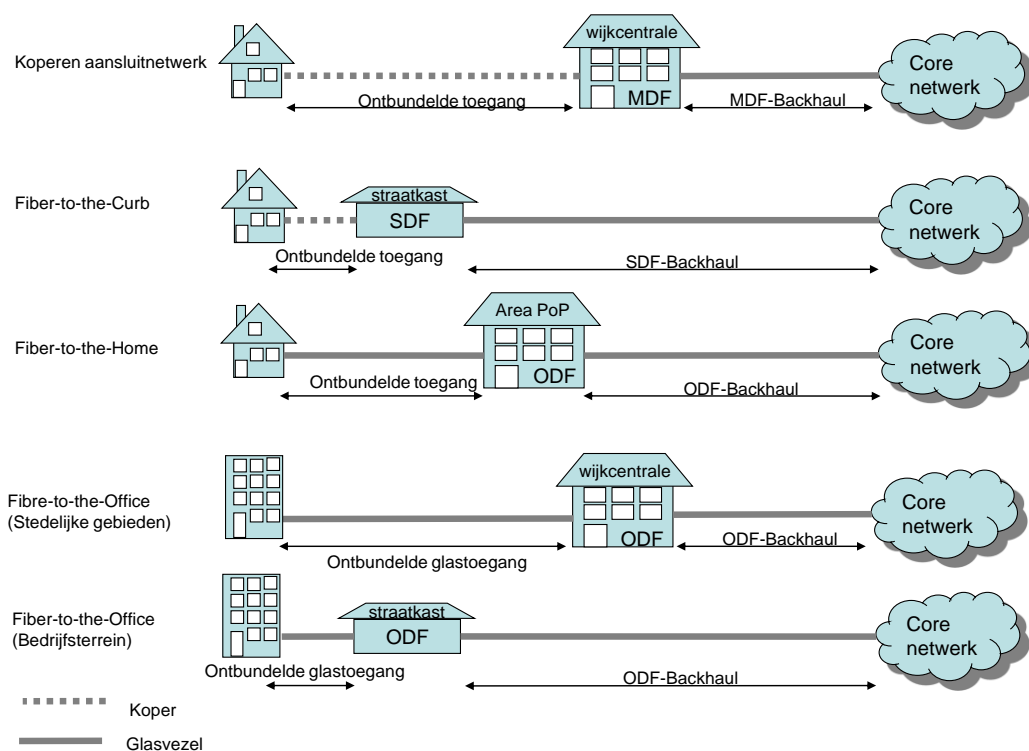 Koperen aansluitnetwerk
wijkcentrale
MDF
Core
netwerk
Ontbundelde toegang
MDF-Backhaul
Fiber-to-the-Curb
straatkast
SDF
Core
netwerk
Ontbundelde toegang
SDF-Backhaul
Fiber-to-the-Home
Area PoP
ODF
Core
netwerk
Ontbundelde toegang
ODF-Backhaul
Fibre-to-the-Office
(Stedelijke gebieden)
wijkcentrale
ODF
Core
netwerk
Ontbundelde glastoegang
ODF-Backhaul
Fiber-to-the-Office
(Bedrijfsterrein)
straatkast
ODF
Core
netwerk
Ontbundelde glastoegang
ODF-Backhaul
Koper
Glasvezel